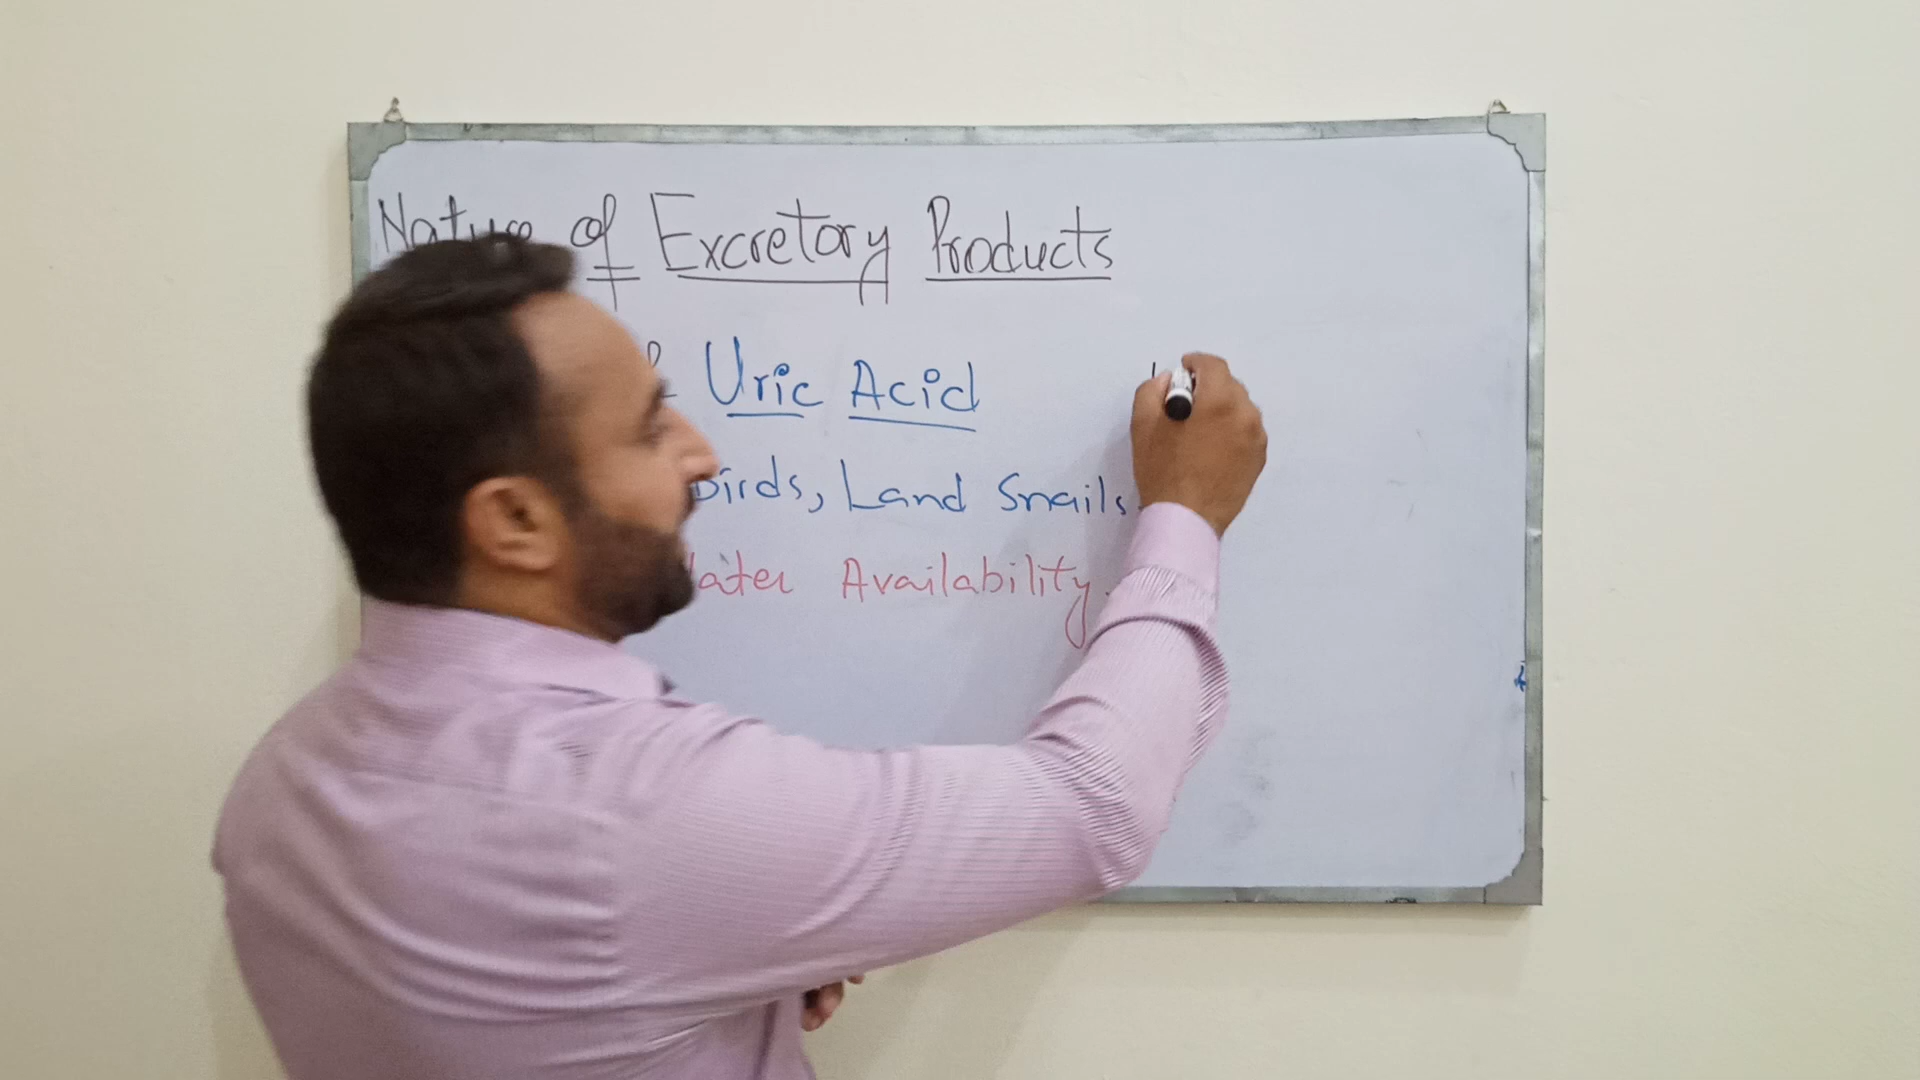 Nature of Excretory Products
Uric Acid
Birds, Land Snails.
Water Availability.